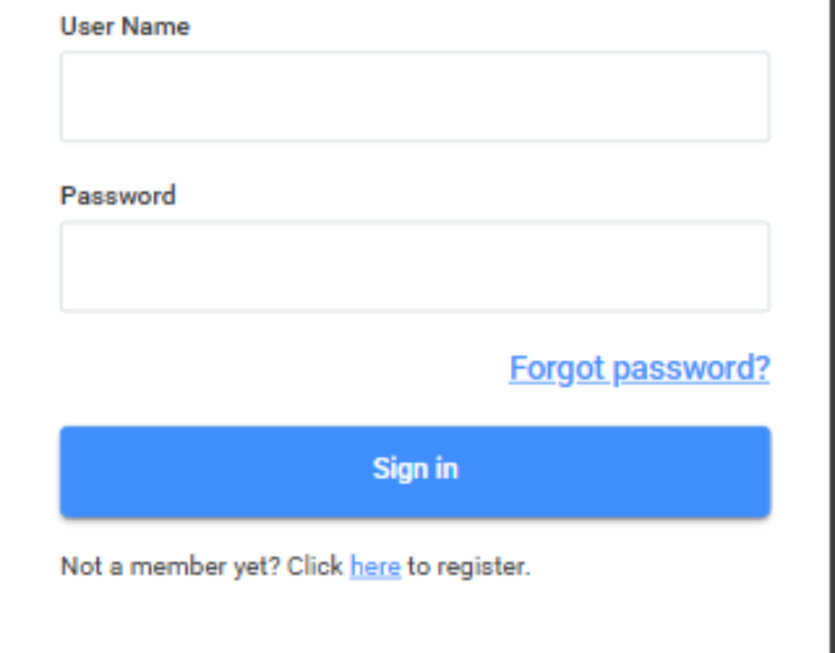 User Name
Password
Forgot password?
Sign in
Not a member yet? Click here to register.